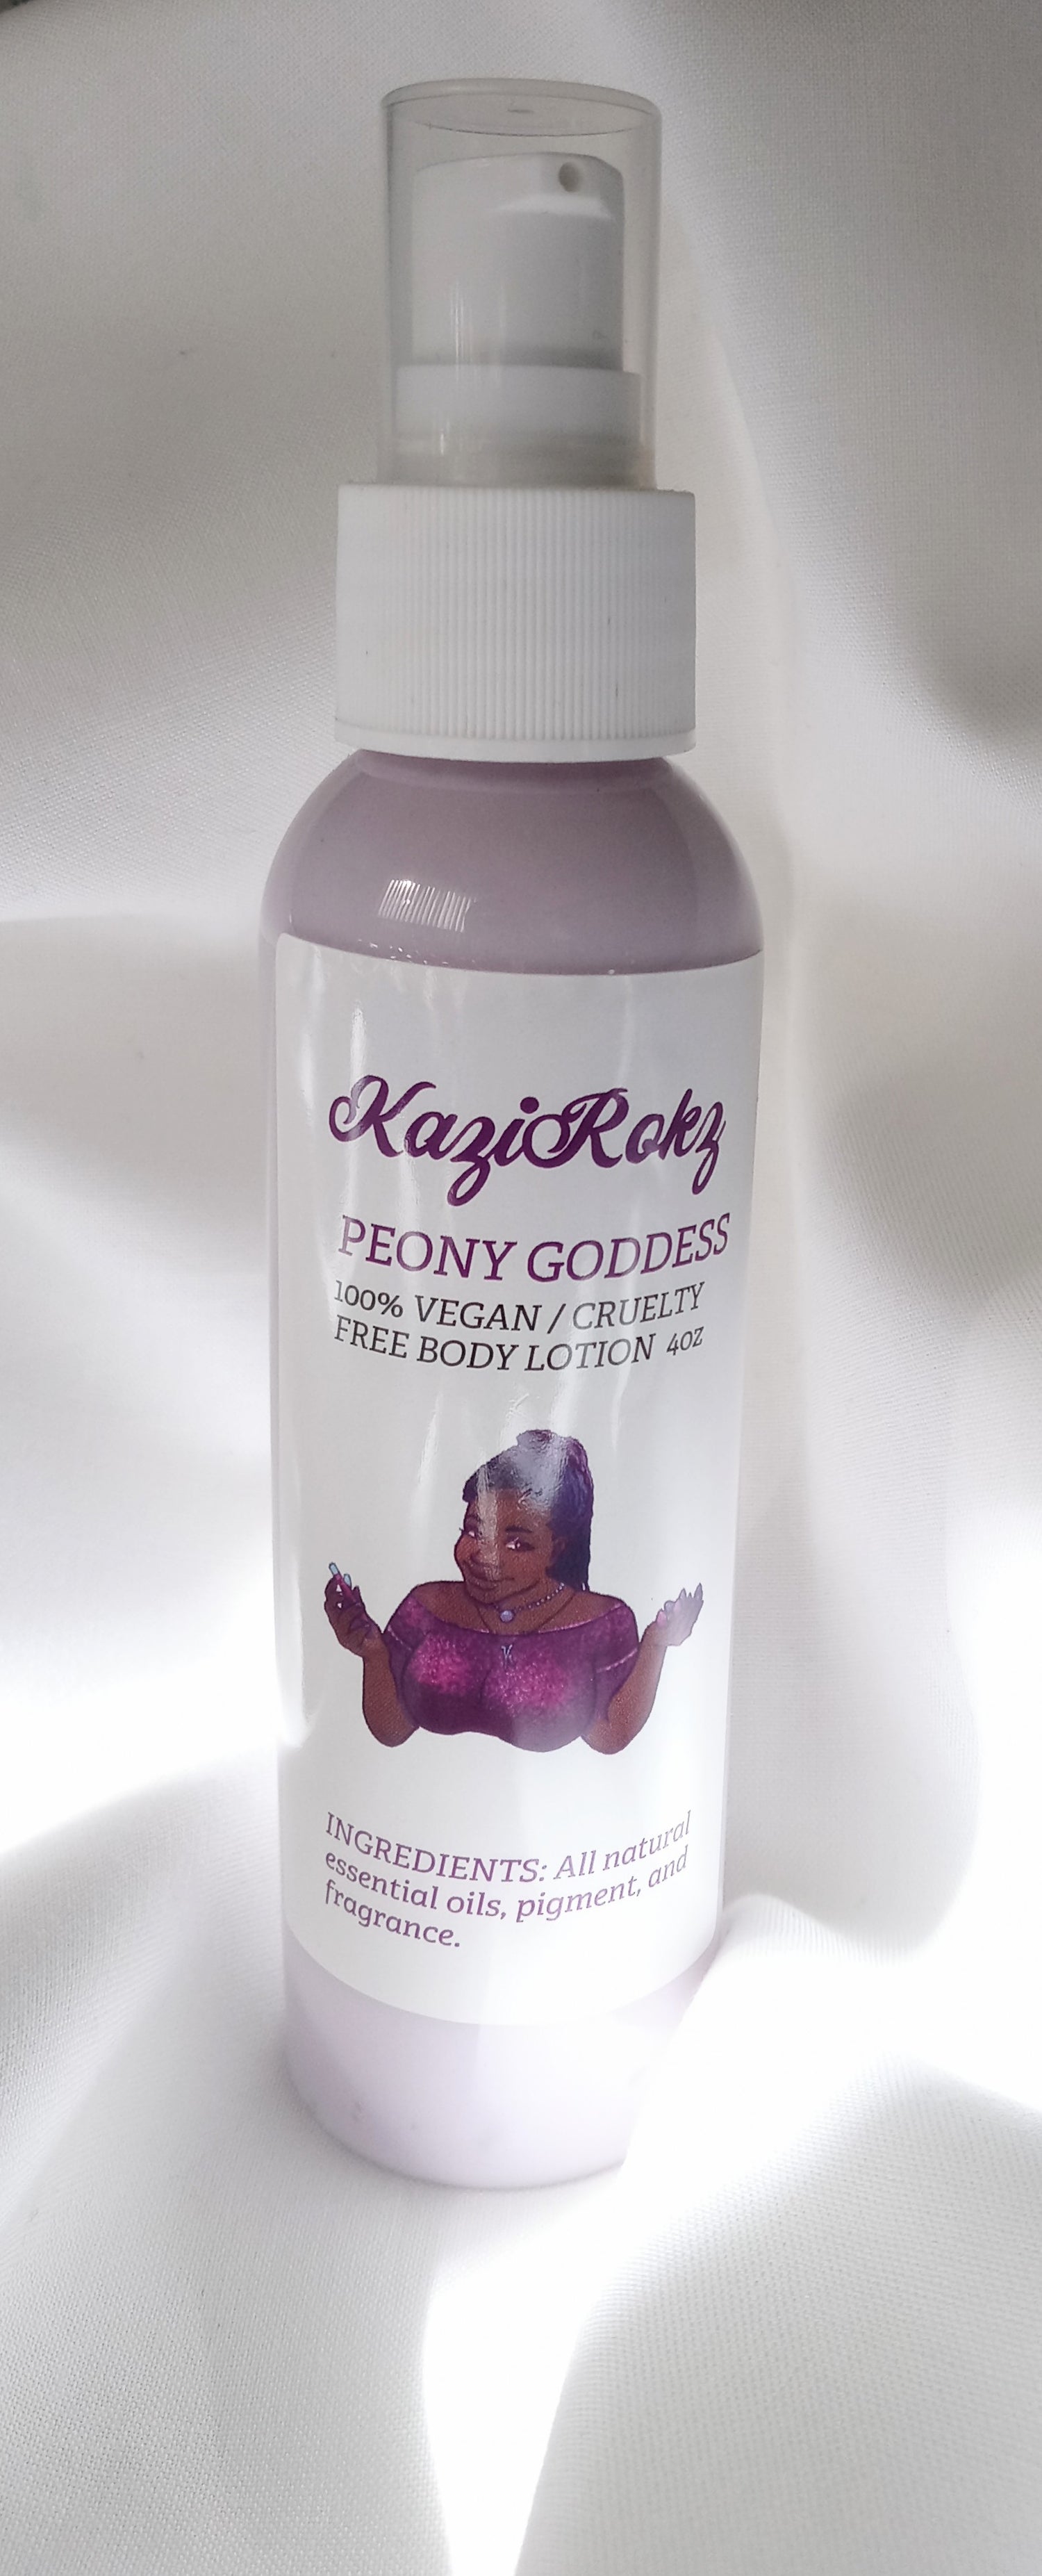 KaziRokz
PEONY GODDESS
100% VEGAN / CRUELTY
FREE BODY LOTION 4OZ
INGREDIENTS: All natural
essential oils, pigment, and
fragrance.